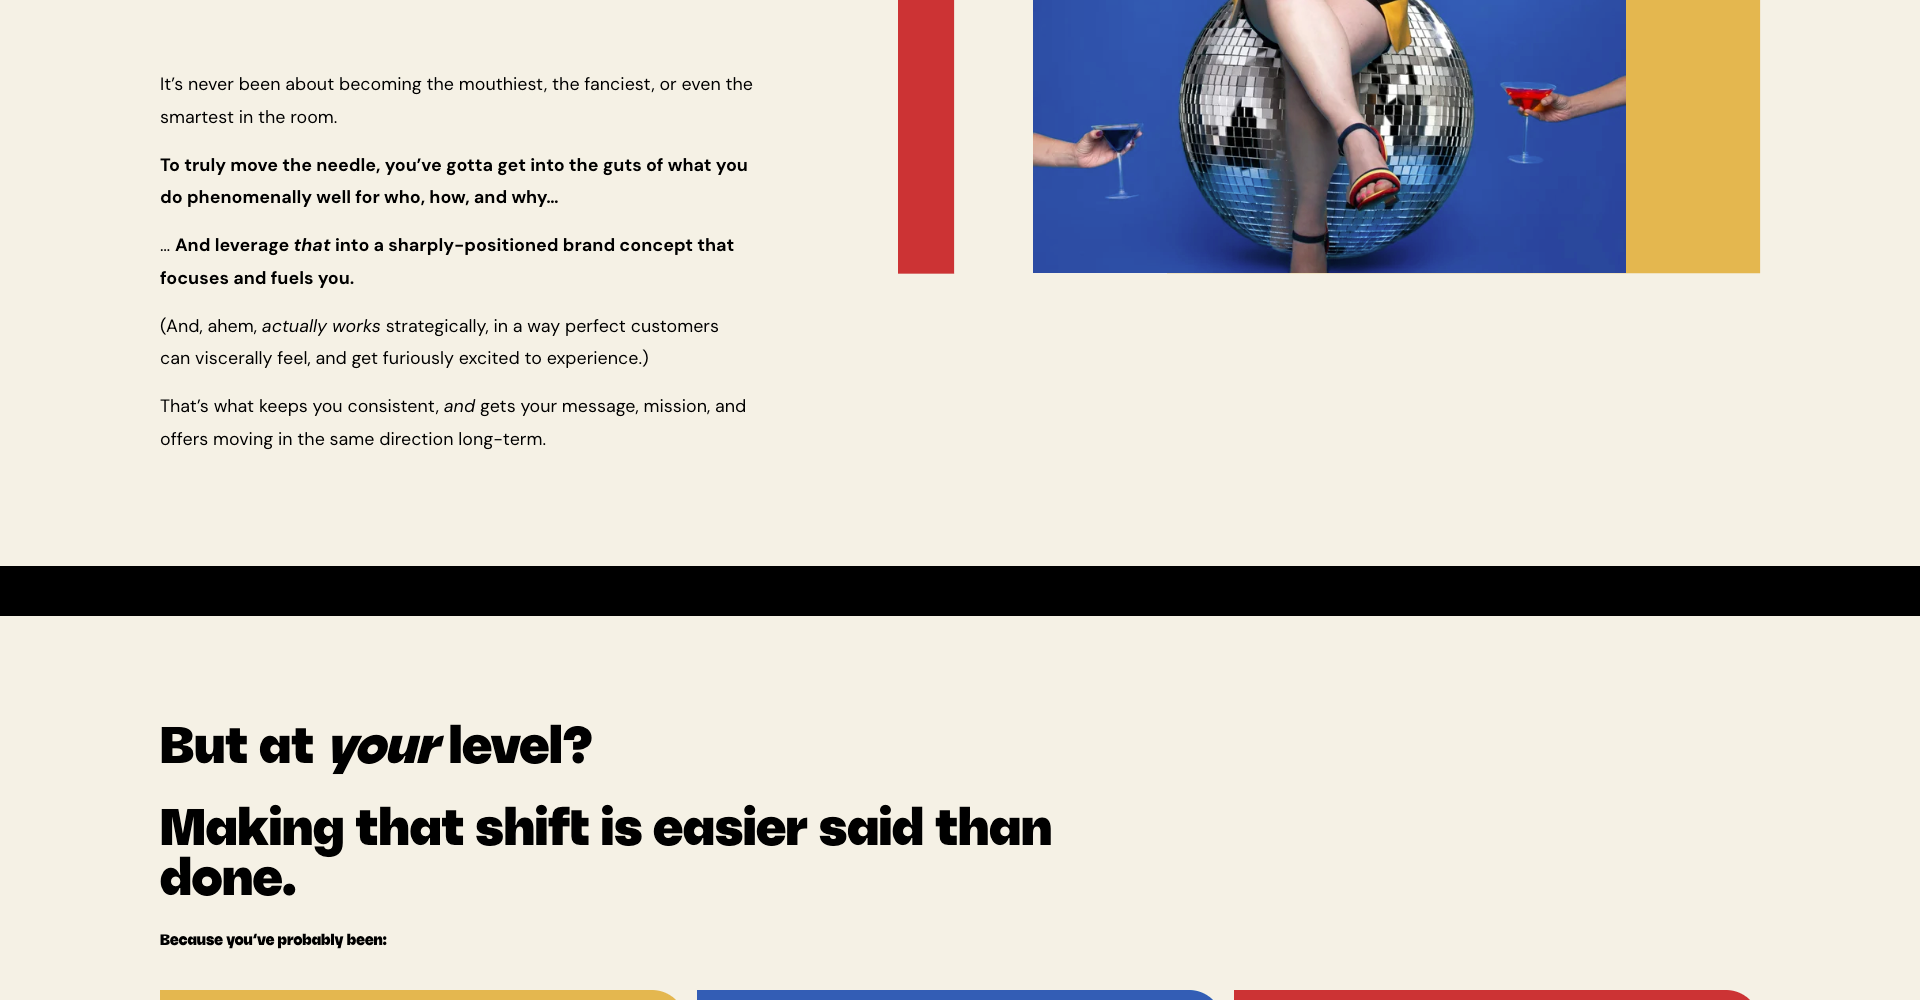 It’s never been about becoming the mouthiest, the fanciest, or even the
smartest in the room.
To truly move the needle, you’ve gotta get into the guts of what you
do phenomenally well for who, how, and why…
… And leverage that into a sharply-positioned brand concept that
focuses and fuels you.
(And, ahem, actually works strategically, in a way perfect customers
can viscerally feel, and get furiously excited to experience.)
That’s what keeps you consistent, and gets your message, mission, and
offers moving in the same direction long-term.
But at your level?
Making that shift is easier said than
done.
Because you’ve probably been: